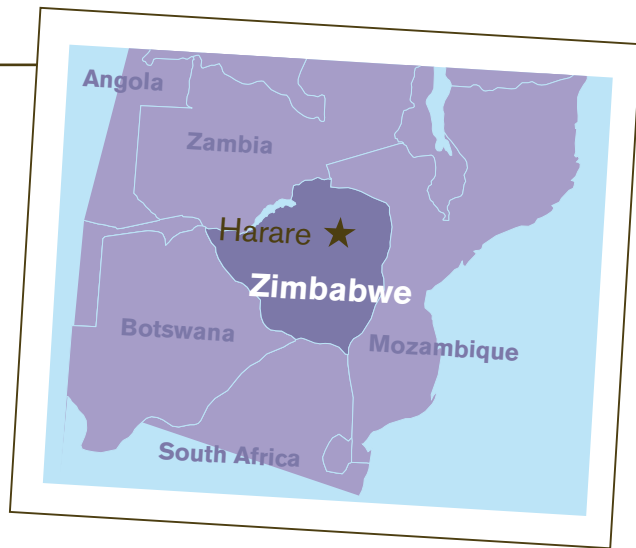 Angola
Zambia
Harare
Zimbabwe
Botswana
Mozambique
South Africa